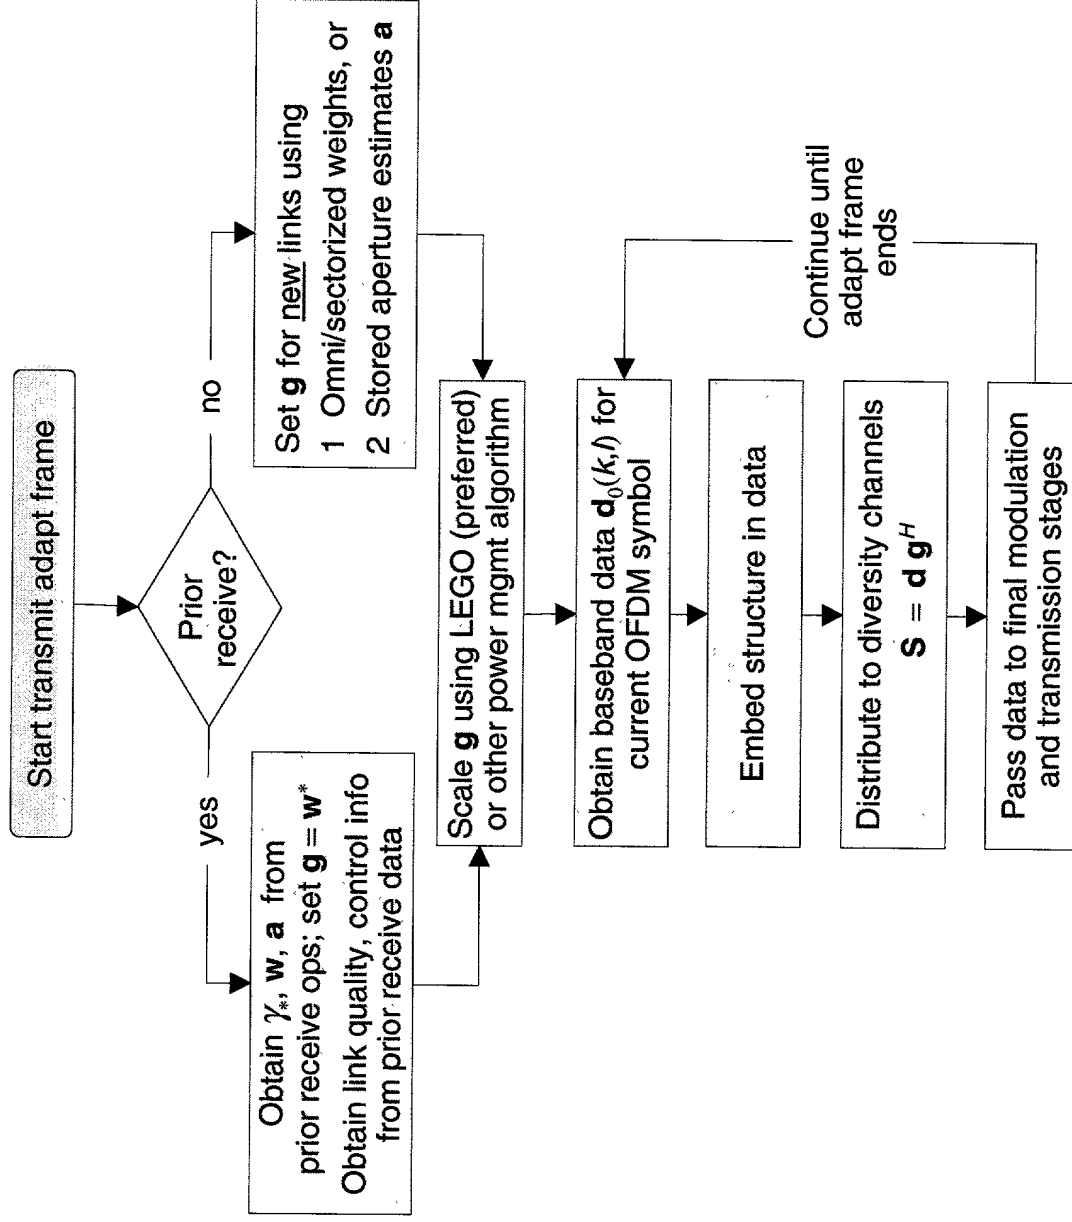 Start transmit adapt frame
Prior
receive?
yes
no
Obtain γ*, w, a from
prior receive ops; set g = w*
Obtain link quality, control info
from prior receive data
Set g for new links using
1 Omni/sectorized weights, or
2 Stored aperture estimates a
Scale g using LEGO (preferred)
or other power mgmt algorithm
Obtain baseband data d₀(k,l) for
current OFDM symbol
Embed structure in data
Distribute to diversity channels
S = d gᴴ
Pass data to final modulation
and transmission stages
Continue until
adapt frame
ends